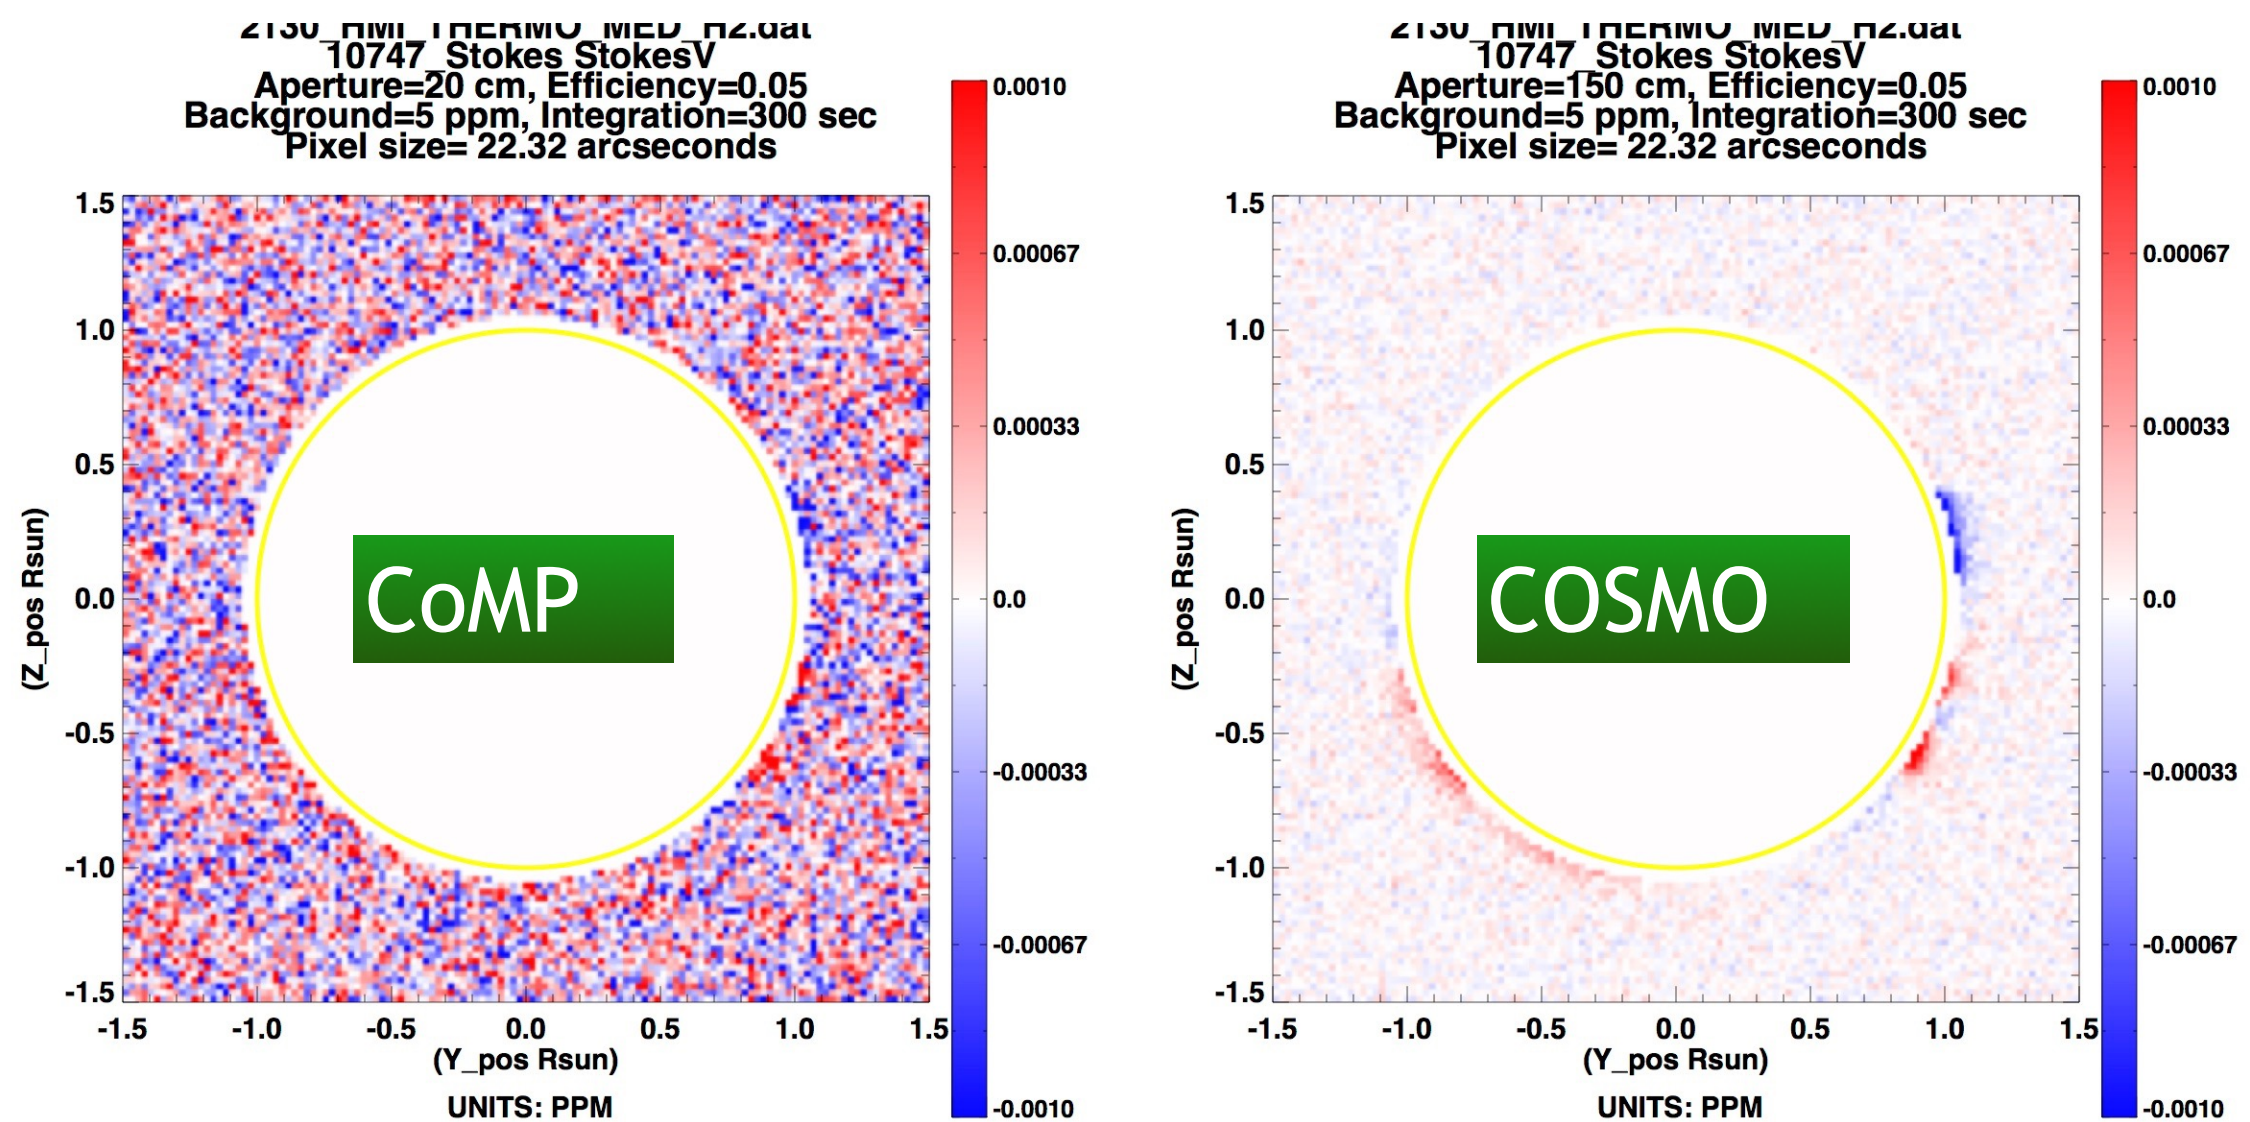 2130_HMI_THERMO_MED_H2.dat
10747_Stokes StokesV
Aperture=20 cm, Efficiency=0.05
Background=5 ppm, Integration=300 sec
Pixel size= 22.32 arcseconds
1.5
1.0
0.5
0.0
-0.5
-1.0
-1.5
(Z_pos Rsun)
CoMP
-1.5 -1.0 -0.5 0.0 0.5 1.0 1.5
(Y_pos Rsun)
UNITS: PPM
0.0010
0.00067
0.00033
0.0
-0.00033
-0.00067
-0.0010
2130_HMI_THERMO_MED_H2.dat
10747_Stokes StokesV
Aperture=150 cm, Efficiency=0.05
Background=5 ppm, Integration=300 sec
Pixel size= 22.32 arcseconds
1.5
1.0
0.5
0.0
-0.5
-1.0
-1.5
(Z_pos Rsun)
COSMO
-1.5 -1.0 -0.5 0.0 0.5 1.0 1.5
(Y_pos Rsun)
UNITS: PPM
0.0010
0.00067
0.00033
0.0
-0.00033
-0.00067
-0.0010